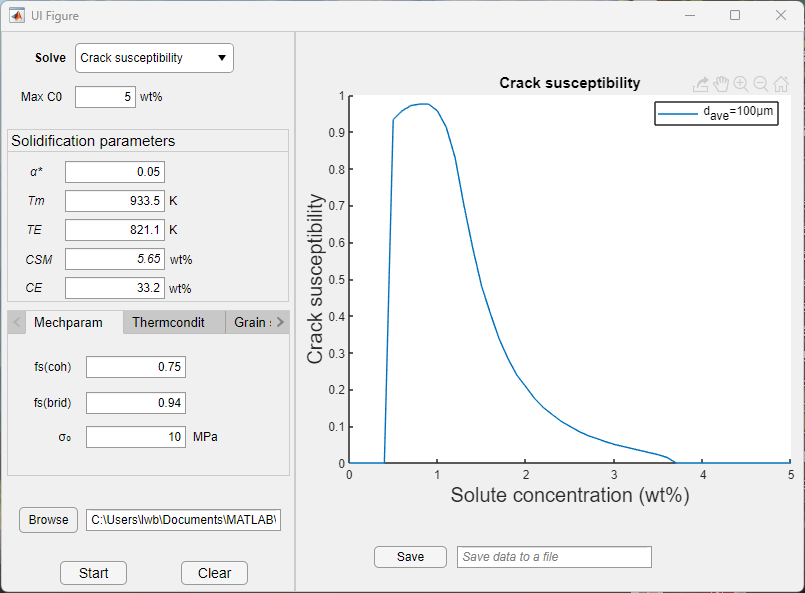 UI Figure
Solve Crack susceptibility
Max C0 5 wt%
Solidification parameters
α* 0.05
Tm 933.5 K
TE 821.1 K
CSM 5.65 wt%
CE 33.2 wt%
Mechparam Thermcondit Grain
fs(coh) 0.75
fs(brid) 0.94
σ₀ 10 MPa
Browse C:\Users\lwb\Documents\MATLAB\
Start Clear
Crack susceptibility
dave=100μm
Crack susceptibility
1
0.9
0.8
0.7
0.6
0.5
0.4
0.3
0.2
0.1
0
0 1 2 3 4 5
Solute concentration (wt%)
Save Save data to a file